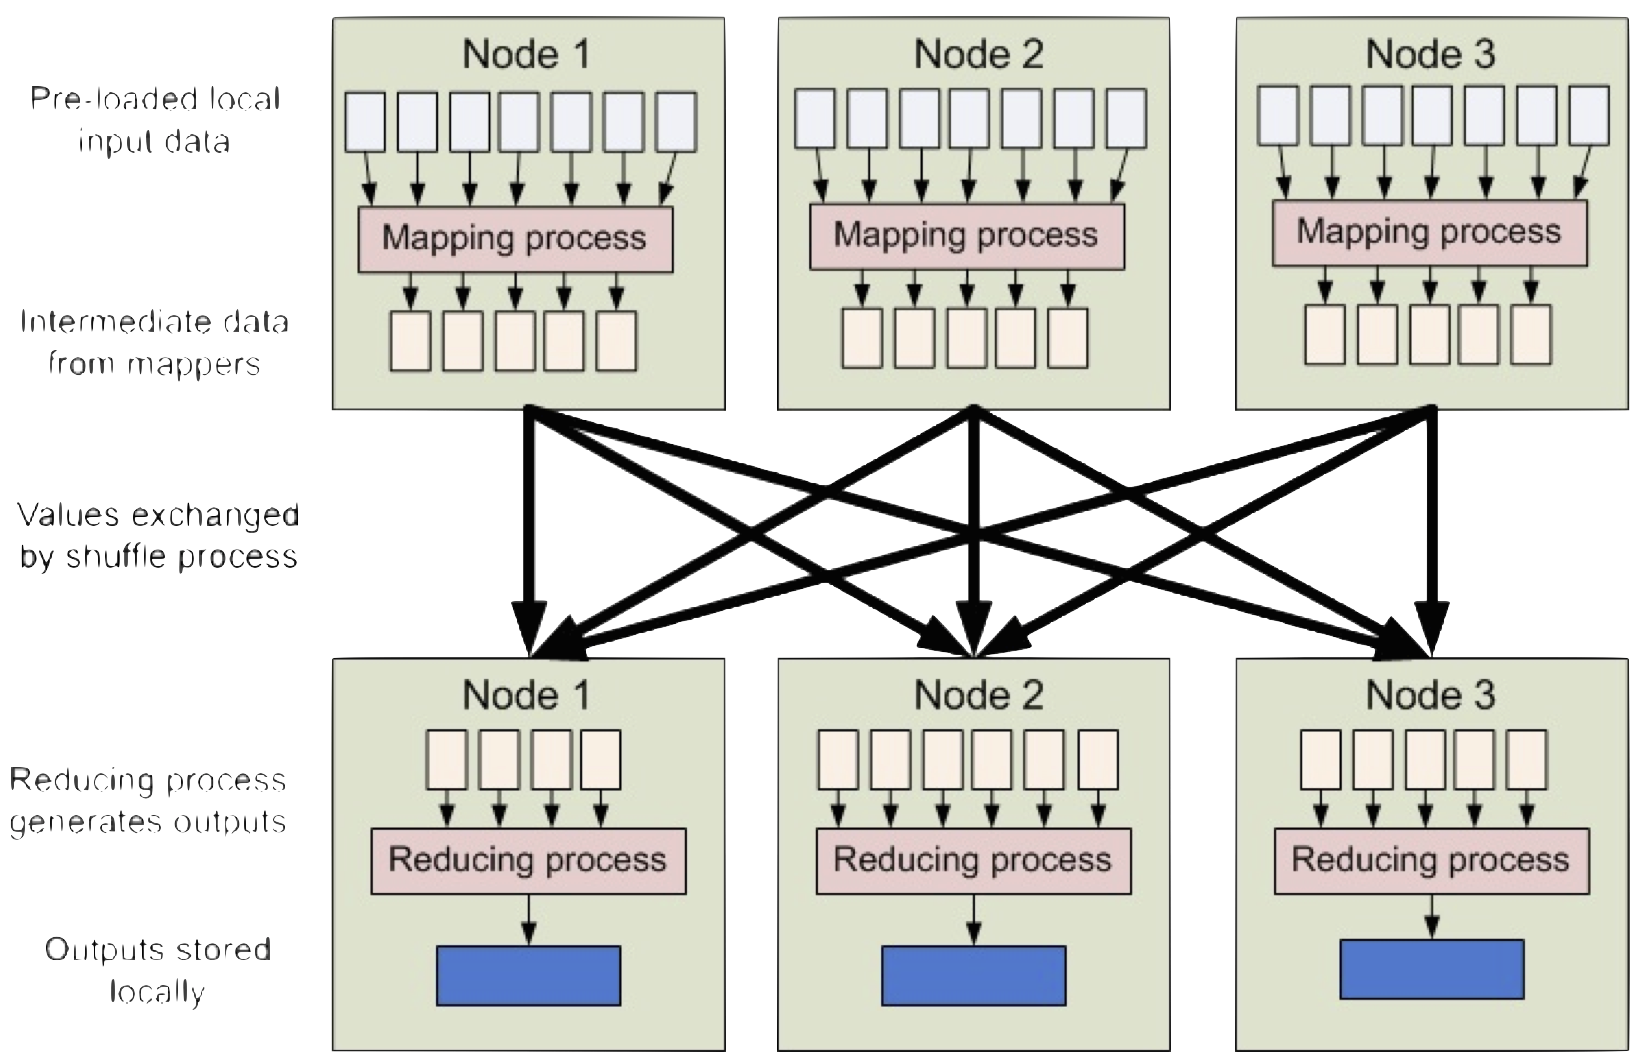 Node 1
Node 2
Node 3
Pre-loaded local
input data
Mapping process
Mapping process
Mapping process
Intermediate data
from mappers
Values exchanged
by shuffle process
Node 1
Node 2
Node 3
Reducing process
generates outputs
Reducing process
Reducing process
Reducing process
Outputs stored
locally